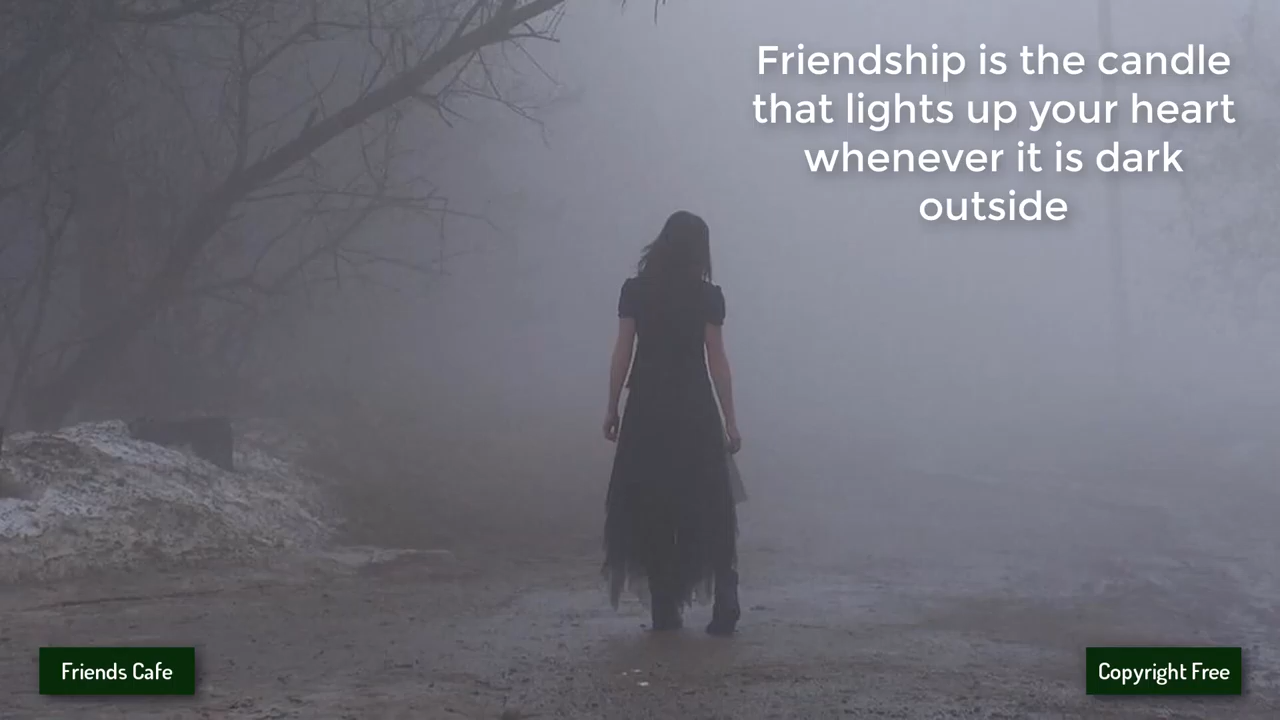 Friendship is the candle
that lights up your heart
whenever it is dark
outside
Friends Cafe
Copyright Free